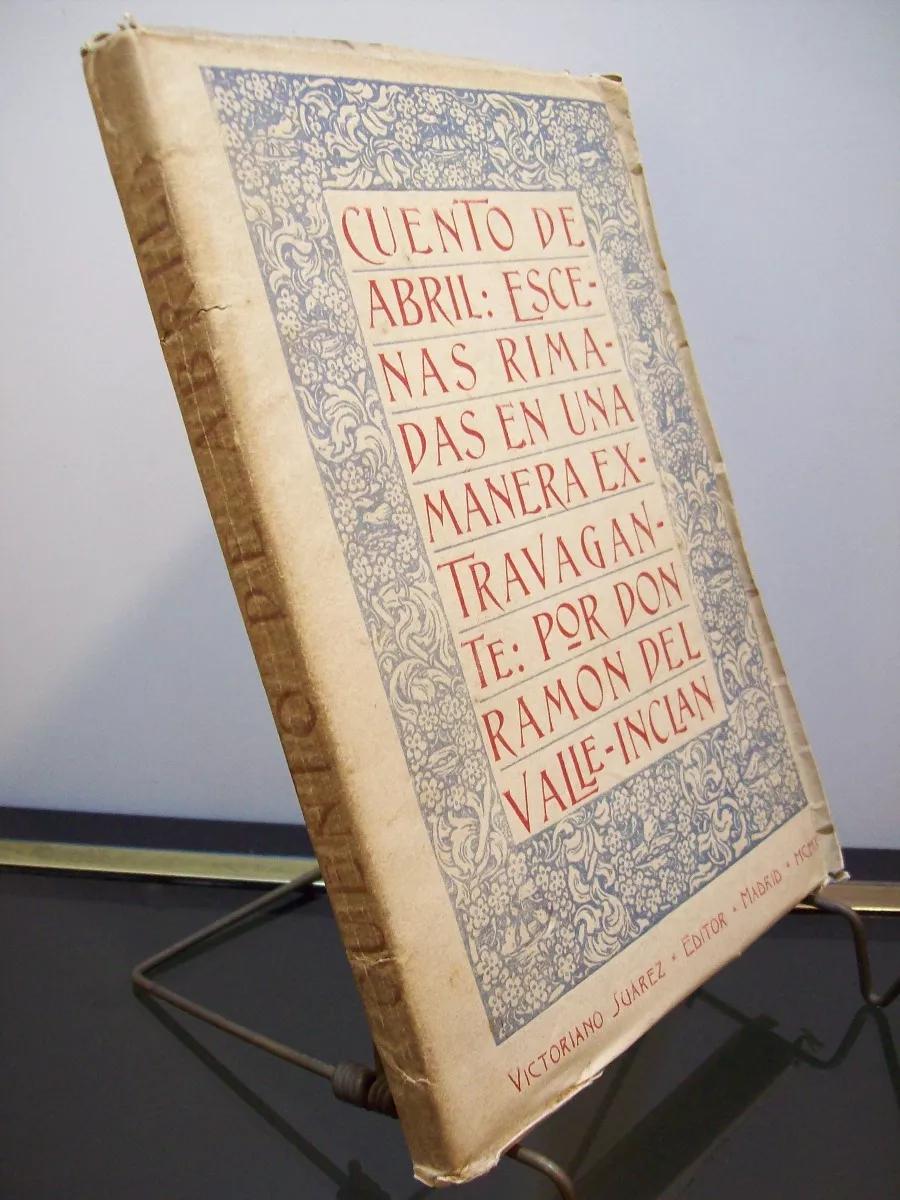 CUENTO DE
ABRIL: ESCE-
NAS RIMA-
DAS EN UNA
MANERA EX-
TRAVAGAN-
TE: POR DON
RAMON DEL
VALLE-INCLAN
VICTORIANO SUÁREZ * EDITOR * MADRID *
CUENTO DE ABRIL